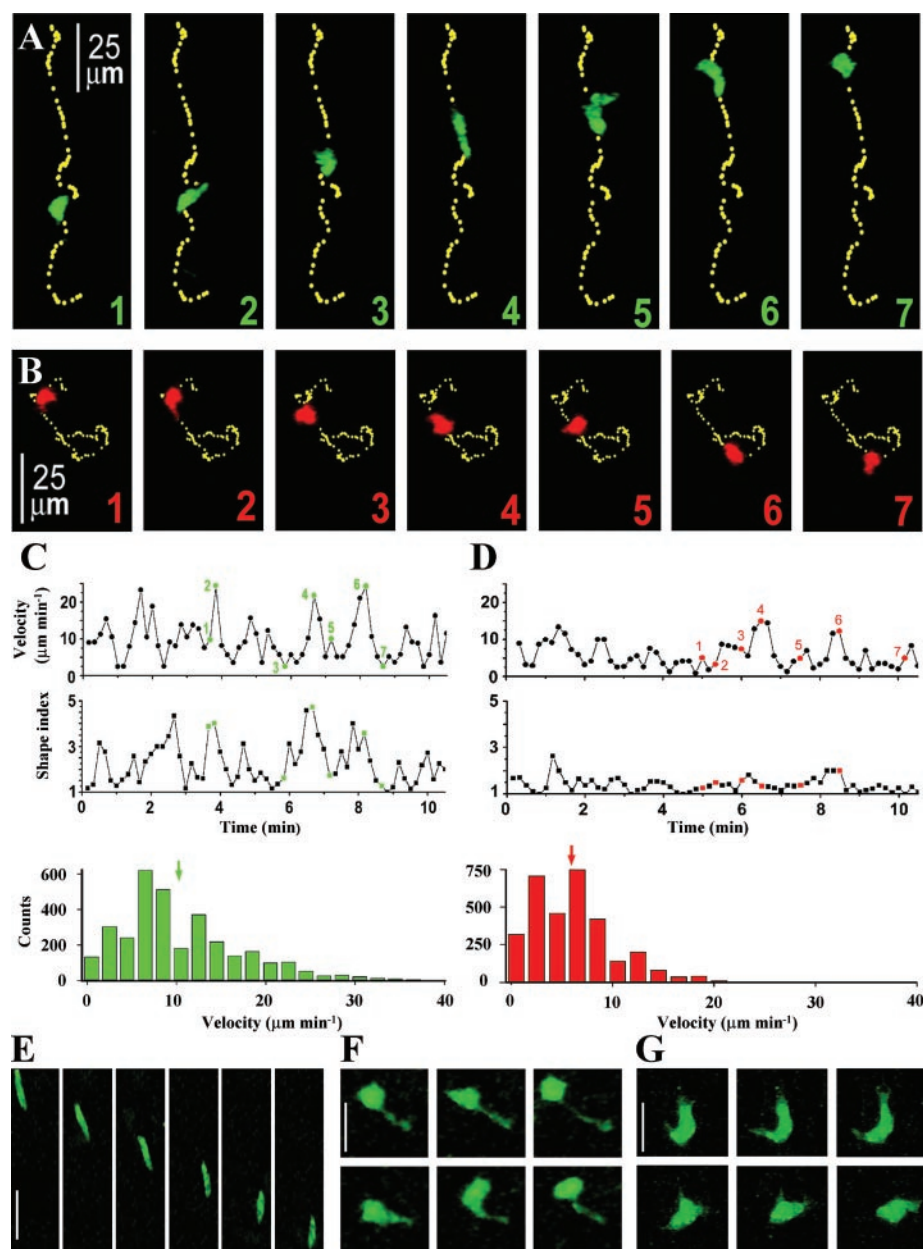 A
25
μm
1 2 3 4 5 6 7
B
25
μm
1 2 3 4 5 6 7
C
Velocity
(μm min⁻¹)
20
10
0
1 2 3 4 5 6 7
Shape index
5
3
1
0 2 4 6 8 10
Time (min)
Counts
600
400
200
0
0 10 20 30 40
Velocity (μm min⁻¹)
D
20
10
0
1 2 3 4 5 6 7
5
3
1
0 2 4 6 8 10
Time (min)
750
500
250
0
0 10 20 30 40
Velocity (μm min⁻¹)
E
F
G